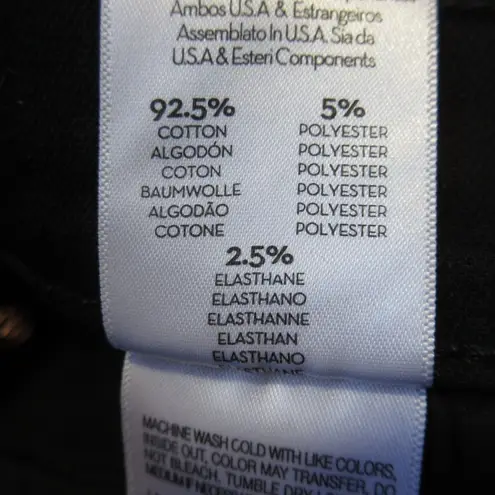 Ambos U.S.A & Estrangeiros
Assemblato In U.S.A. Sia da
U.S.A & Esteri Components
92.5% 5%
COTTON POLYESTER
ALGODÓN POLYESTER
COTON POLYESTER
BAUMWOLLE POLYESTER
ALGODÃO POLYESTER
COTONE POLYESTER
2.5%
ELASTHANE
ELASTHANO
ELASTHANNE
ELASTHAN
ELASTHANO
MACHINE WASH COLD WITH LIKE COLORS,
INSIDE OUT. COLOR MAY TRANSFER. DO
NOT BLEACH. TUMBLE DRY
MEDIUM IF